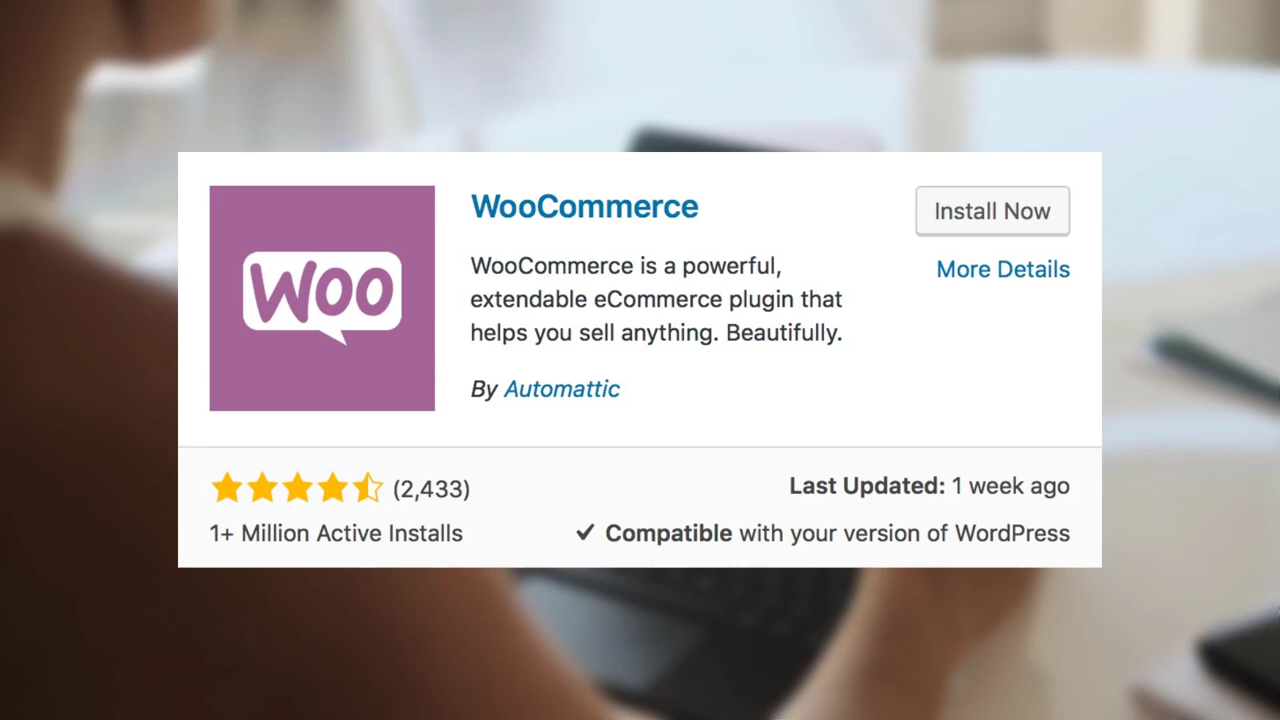 WOO
WooCommerce
Install Now
WooCommerce is a powerful,
extendable eCommerce plugin that
helps you sell anything. Beautifully.
More Details
By Automattic
(2,433)
Last Updated: 1 week ago
1+ Million Active Installs
Compatible with your version of WordPress